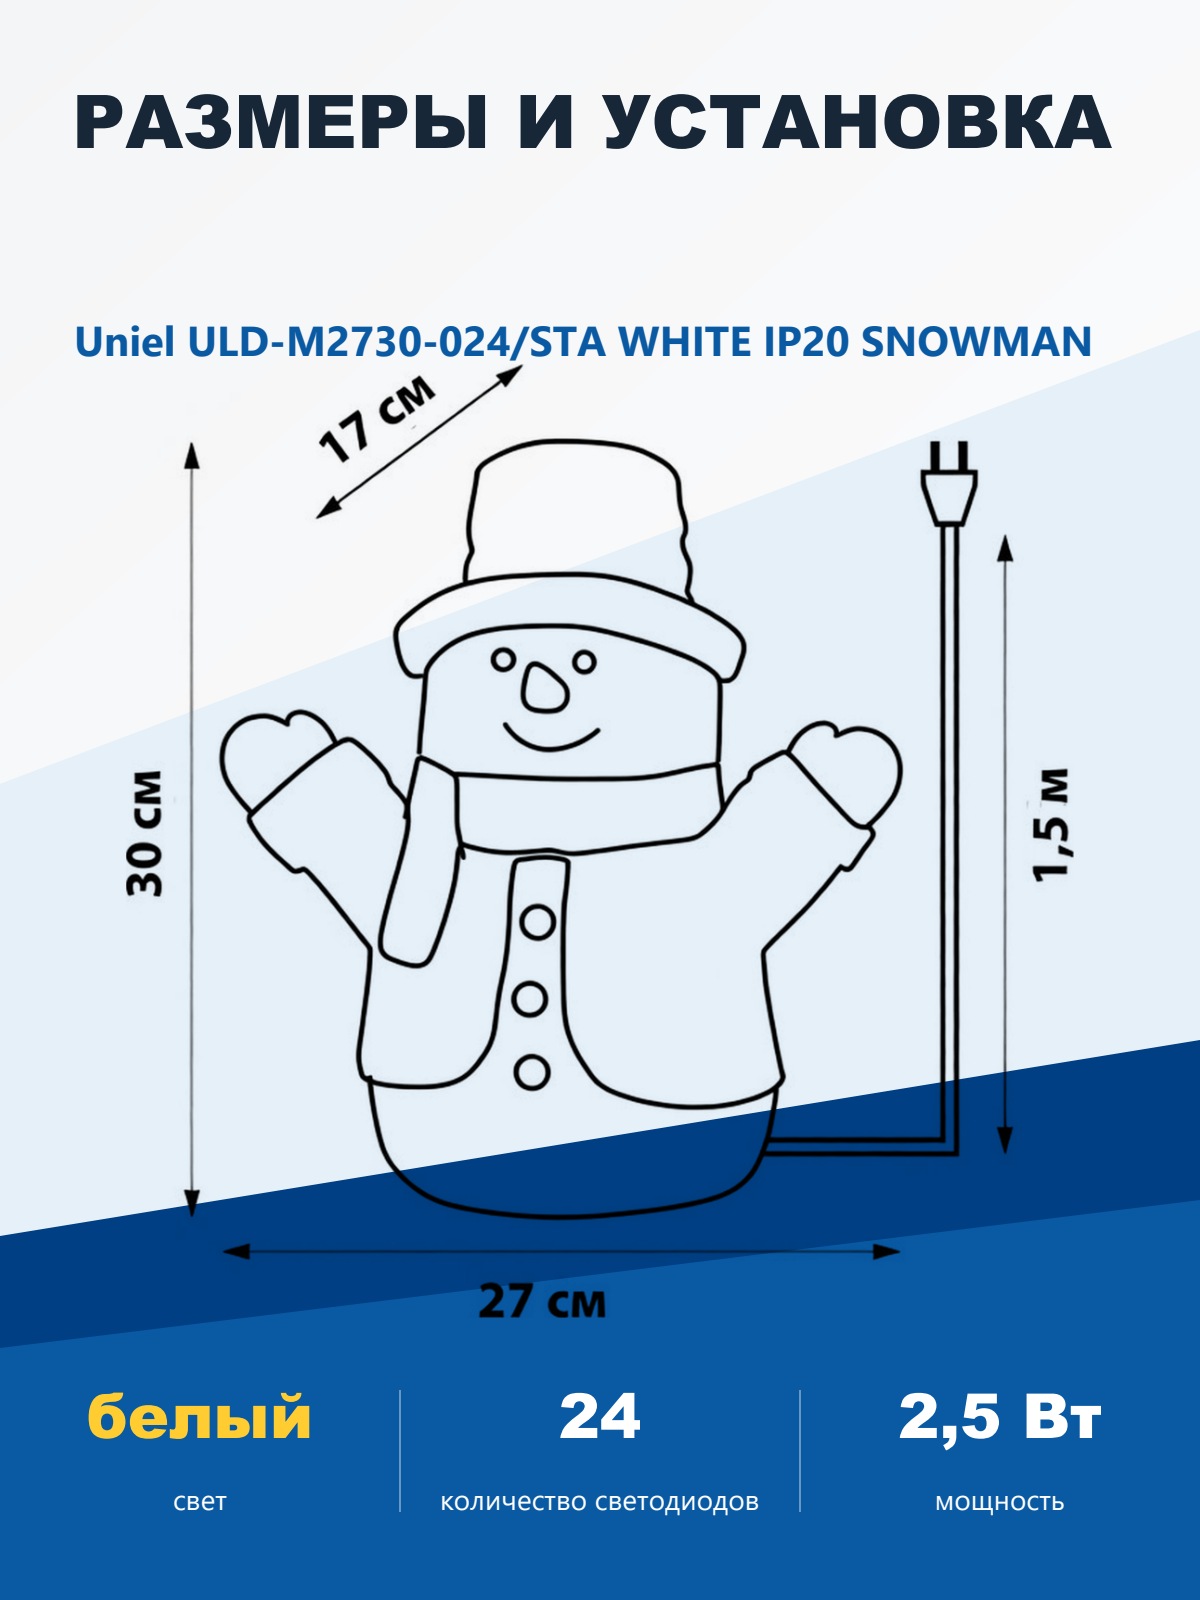 РАЗМЕРЫ И УСТАНОВКА
Uniel ULD-M2730-024/STA WHITE IP20 SNOWMAN
17 см
30 см
1,5 м
27 см
белый
свет
24
количество светодиодов
2,5 Вт
мощность